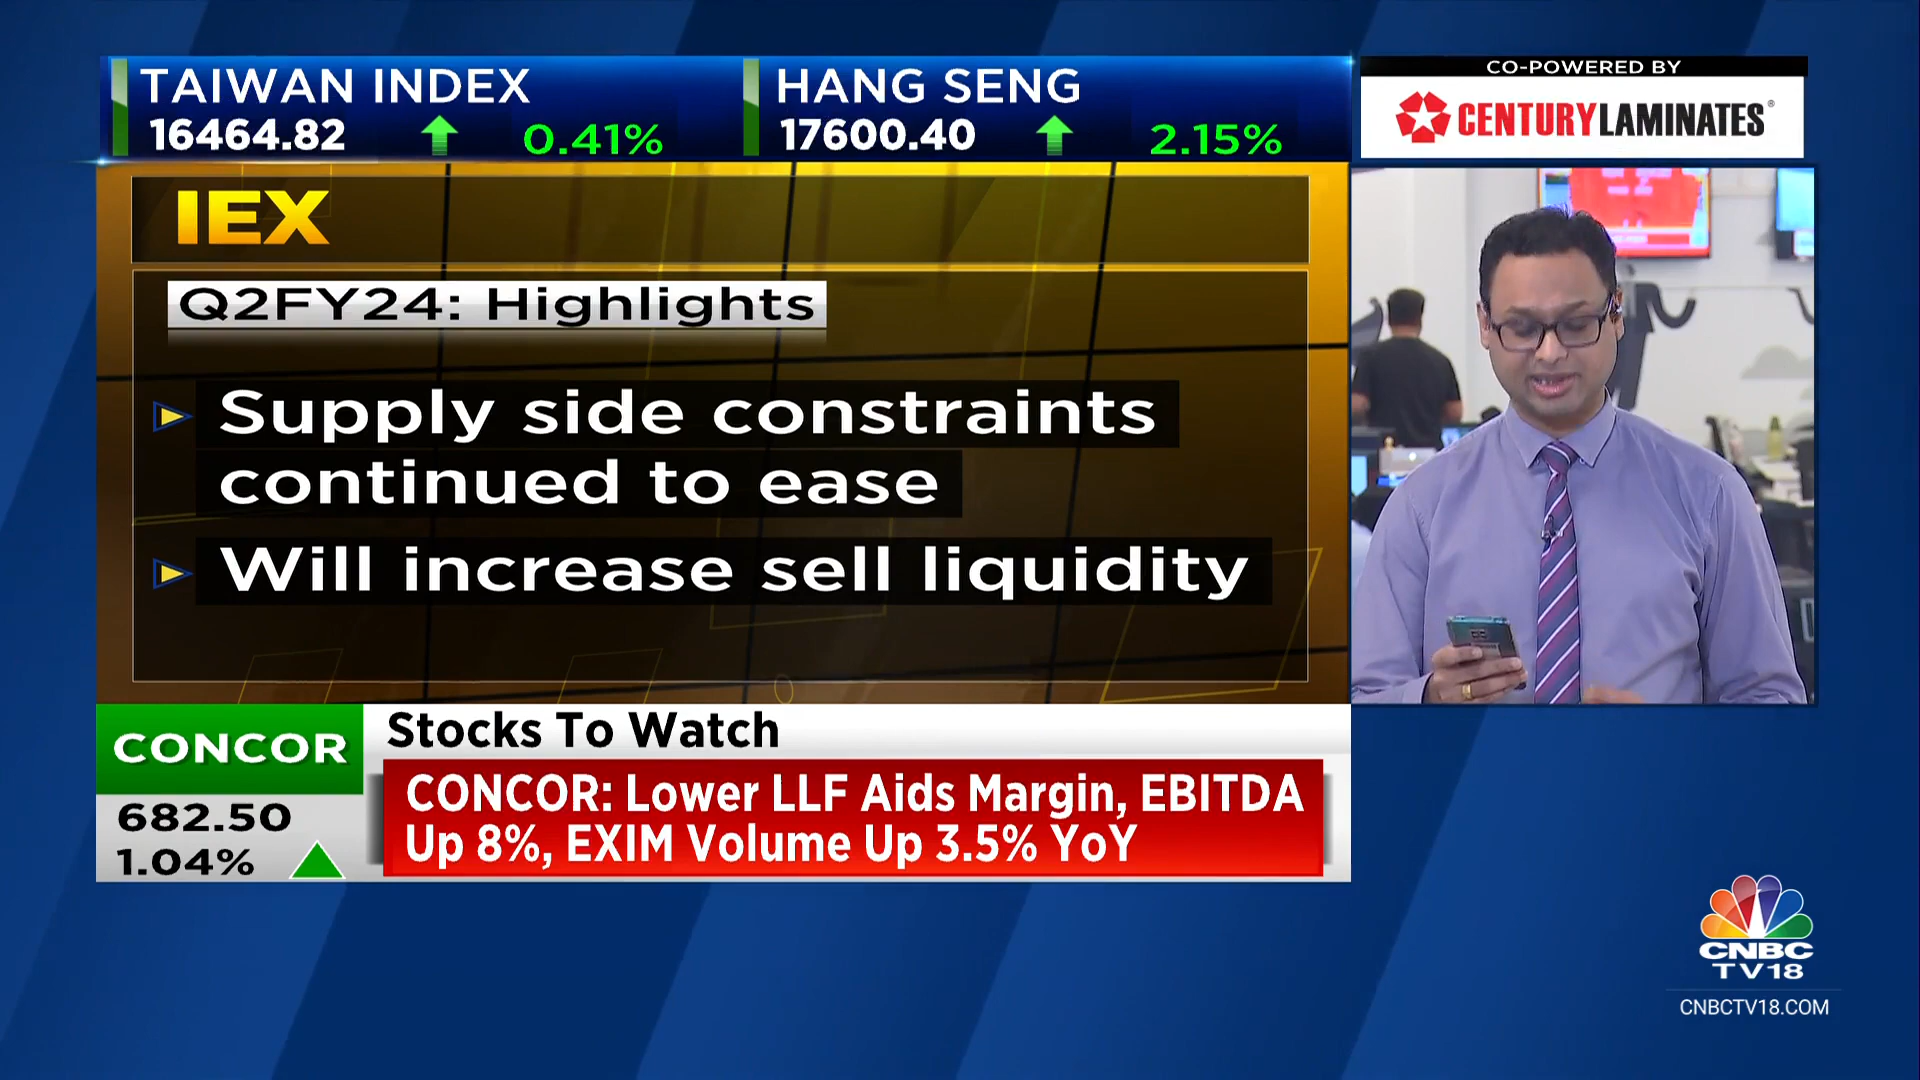 TAIWAN INDEX
16464.82 0.41%
HANG SENG
17600.40 2.15%
CO-POWERED BY
CENTURYLAMINATES®
IEX
Q2FY24: Highlights
Supply side constraints
continued to ease
Will increase sell liquidity
CONCOR
682.50
1.04%
Stocks To Watch
CONCOR: Lower LLF Aids Margin, EBITDA
Up 8%, EXIM Volume Up 3.5% YoY
CNBC
TV18
CNBCTV18.COM